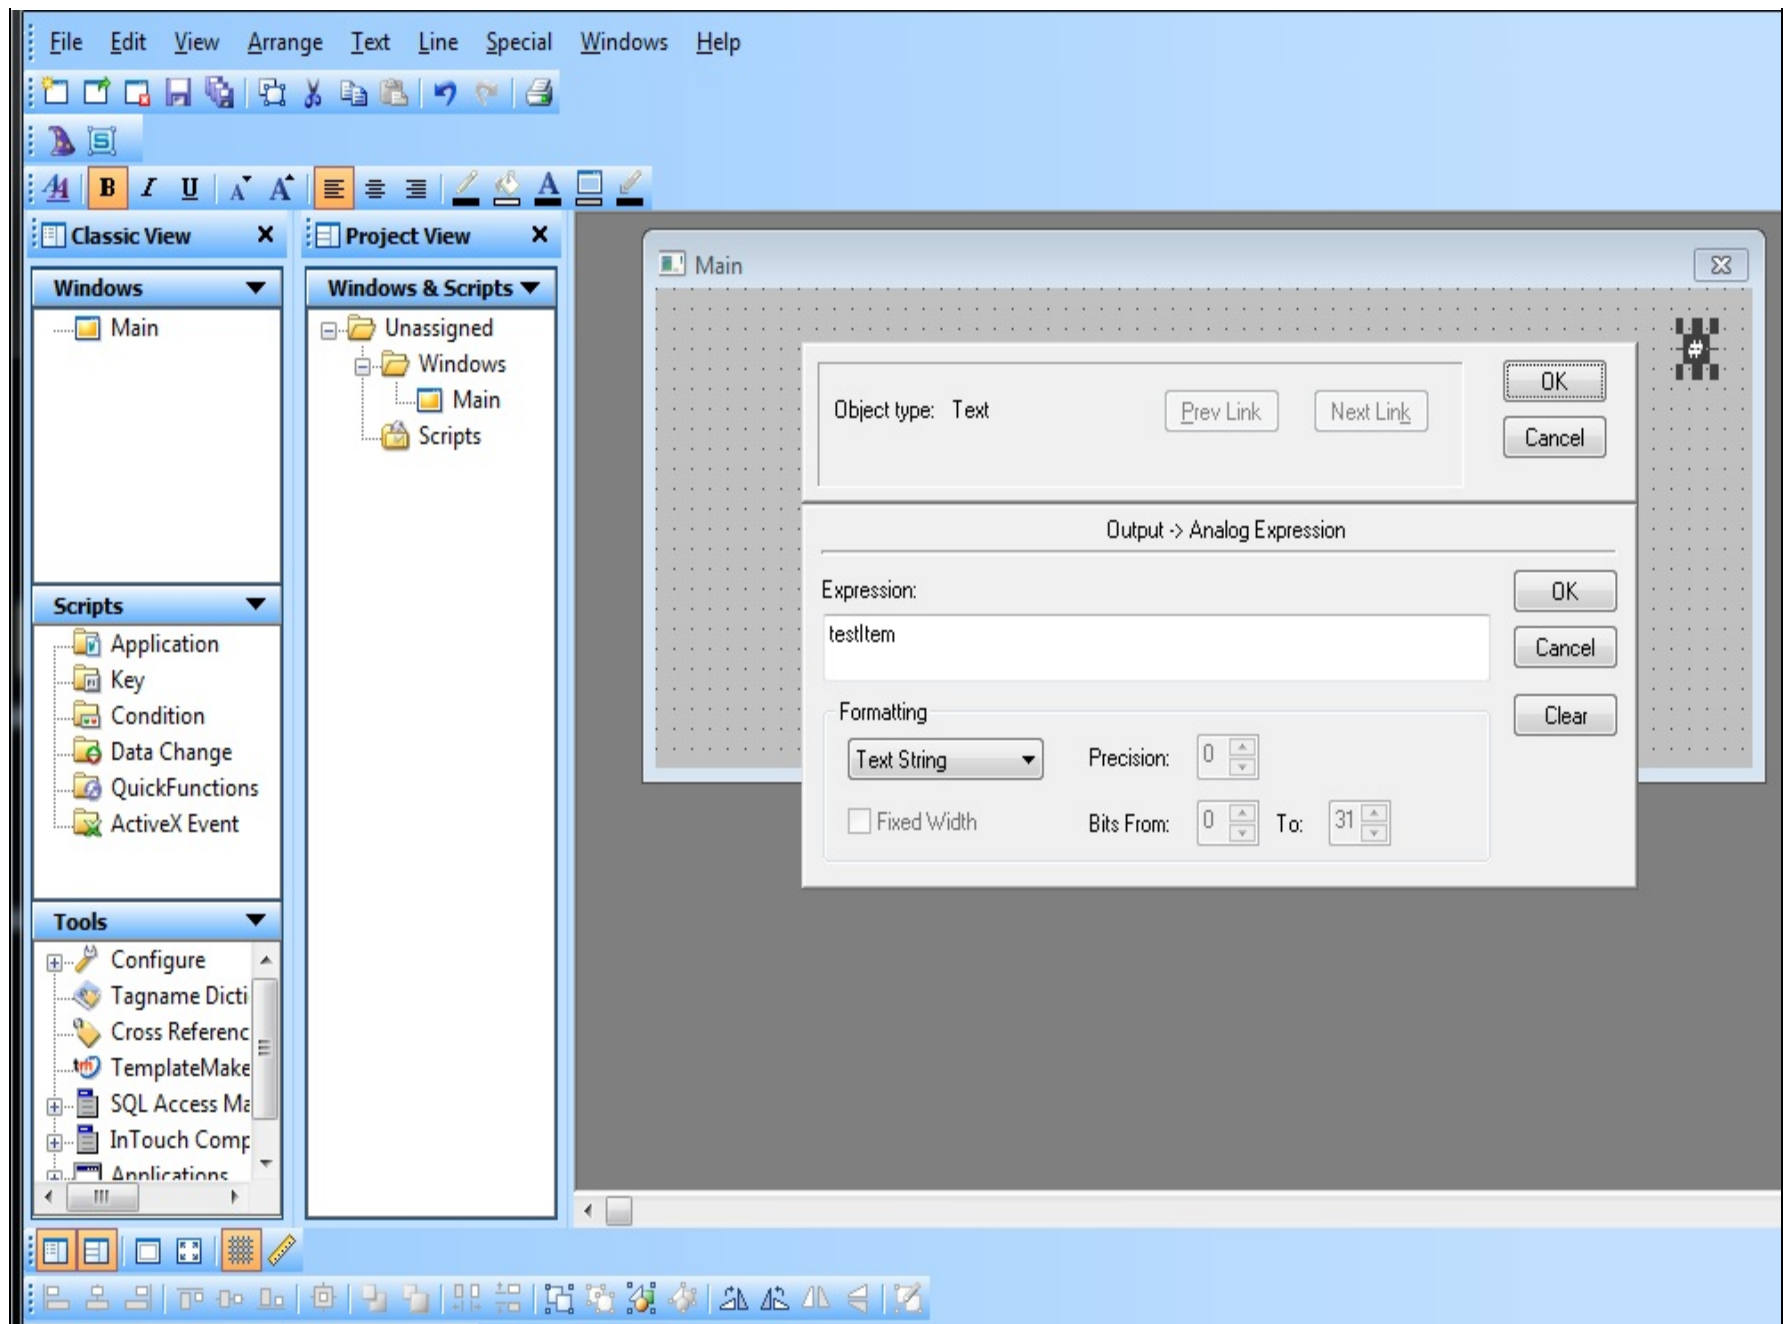 File Edit View Arrange Text Line Special Windows Help
B I U A A A
Classic View
Project View
Windows
Main
Windows & Scripts
Unassigned
Windows
Main
Scripts
Scripts
Application
Key
Condition
Data Change
QuickFunctions
ActiveX Event
Tools
Configure
Tagname Dicti
Cross Referenc
TemplateMake
SQL Access Ma
InTouch Comp
Applications
Main
#
Object type: Text
Prev Link
Next Link
OK
Cancel
Output -> Analog Expression
Expression:
testItem
OK
Cancel
Clear
Formatting
Text String
Precision: 0
Fixed Width
Bits From: 0 To: 31